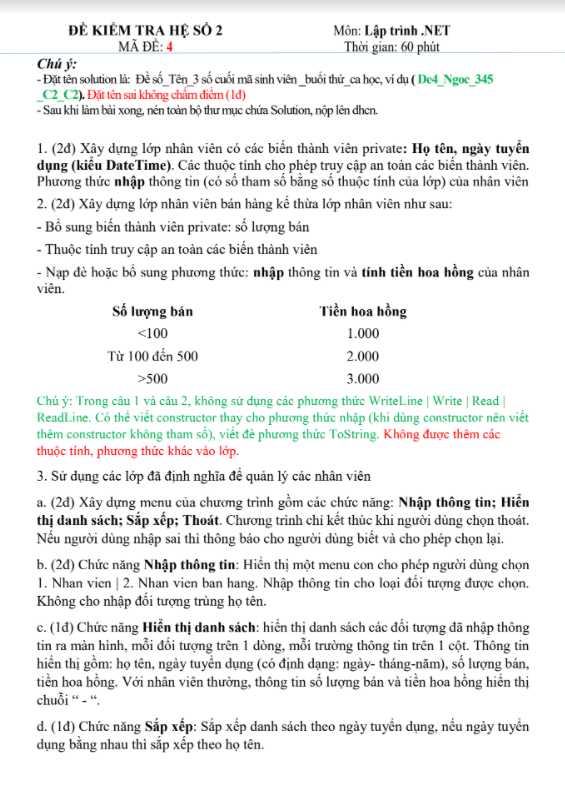 ĐỀ KIỂM TRA HỆ SỐ 2 Môn: Lập trình .NET
MÃ ĐỀ: 4 Thời gian: 60 phút
Chú ý:
- Đặt tên solution là: Đề số_Tên_3 số cuối mã sinh viên _buổi thứ_ca học, ví dụ ( De4_Ngoc_345
_C2_C2). Đặt tên sai không chấm điểm (1đ)
- Sau khi làm bài xong, nén toàn bộ thư mục chứa Solution, nộp lên dhcn.
1. (2đ) Xây dựng lớp nhân viên có các biến thành viên private: Họ tên, ngày tuyển
dụng (kiểu DateTime). Các thuộc tính cho phép truy cập an toàn các biến thành viên.
Phương thức nhập thông tin (có số tham số bằng số thuộc tính của lớp) của nhân viên
2. (2đ) Xây dựng lớp nhân viên bán hàng kế thừa lớp nhân viên như sau:
- Bổ sung biến thành viên private: số lượng bán
- Thuộc tính truy cập an toàn các biến thành viên
- Nạp đè hoặc bổ sung phương thức: nhập thông tin và tính tiền hoa hồng của nhân
viên.
Số lượng bán Tiền hoa hồng
<100 1.000
Từ 100 đến 500 2.000
>500 3.000
Chú ý: Trong câu 1 và câu 2, không sử dụng các phương thức WriteLine | Write | Read |
ReadLine. Có thể viết constructor thay cho phương thức nhập (khi dùng constructor nên viết
thêm constructor không tham số), viết đè phương thức ToString. Không được thêm các
thuộc tính, phương thức khác vào lớp.
3. Sử dụng các lớp đã định nghĩa để quản lý các nhân viên
a. (2đ) Xây dựng menu của chương trình gồm các chức năng: Nhập thông tin; Hiển
thị danh sách; Sắp xếp; Thoát. Chương trình chỉ kết thúc khi người dùng chọn thoát.
Nếu người dùng nhập sai thì thông báo cho người dùng biết và cho phép chọn lại.
b. (2đ) Chức năng Nhập thông tin: Hiển thị một menu con cho phép người dùng chọn
1. Nhan vien | 2. Nhan vien ban hang. Nhập thông tin cho loại đối tượng được chọn.
Không cho nhập đối tượng trùng họ tên.
c. (1đ) Chức năng Hiển thị danh sách: hiển thị danh sách các đối tượng đã nhập thông
tin ra màn hình, mỗi đối tượng trên 1 dòng, mỗi trường thông tin trên 1 cột. Thông tin
hiển thị gồm: họ tên, ngày tuyển dụng (có định dạng: ngày- tháng-năm), số lượng bán,
tiền hoa hồng. Với nhân viên thường, thông tin số lượng bán và tiền hoa hồng hiển thị
chuỗi “ - “.
d. (1đ) Chức năng Sắp xếp: Sắp xếp danh sách theo ngày tuyển dụng, nếu ngày tuyển
dụng bằng nhau thì sắp xếp theo họ tên.